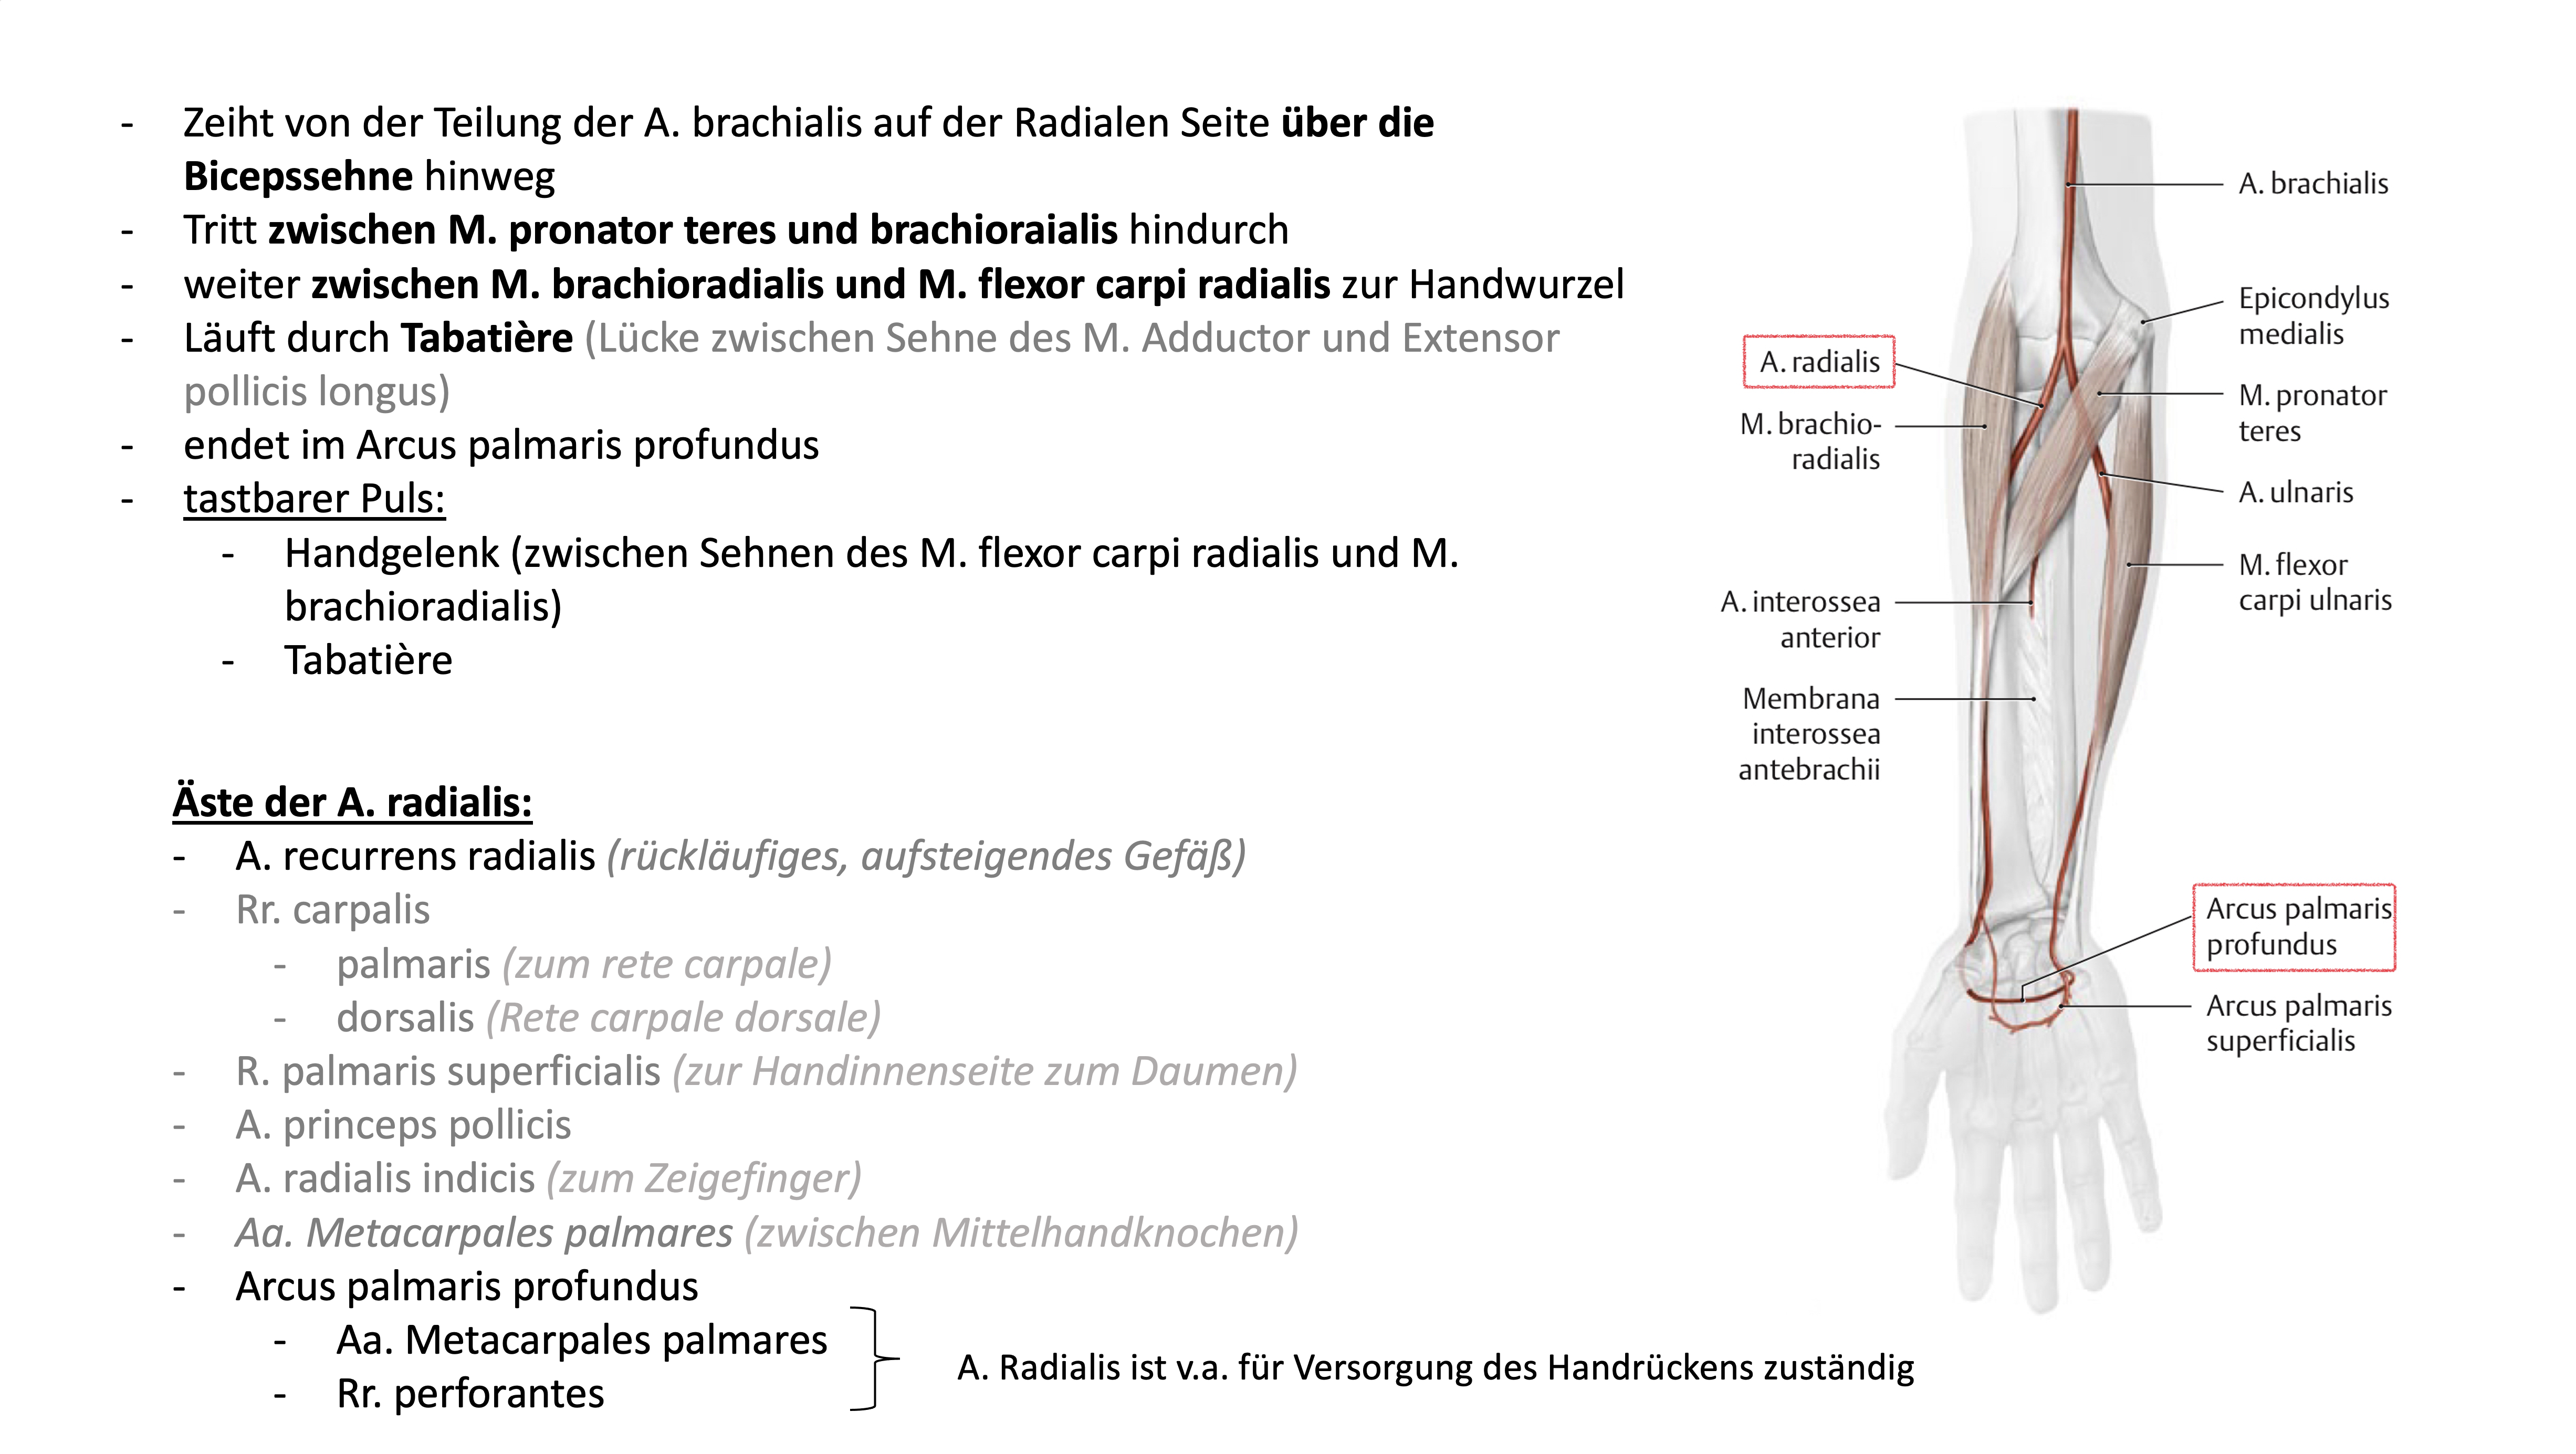 - Zeiht von der Teilung der A. brachialis auf der Radialen Seite über die
Bicepssehne hinweg
- Tritt zwischen M. pronator teres und brachioraialis hindurch
- weiter zwischen M. brachioradialis und M. flexor carpi radialis zur Handwurzel
- Läuft durch Tabatière (Lücke zwischen Sehne des M. Adductor und Extensor
pollicis longus)
- endet im Arcus palmaris profundus
- tastbarer Puls:
- Handgelenk (zwischen Sehnen des M. flexor carpi radialis und M.
brachioradialis)
- Tabatière
Äste der A. radialis:
- A. recurrens radialis (rückläufiges, aufsteigendes Gefäß)
- Rr. carpalis
- palmaris (zum rete carpale)
- dorsalis (Rete carpale dorsale)
- R. palmaris superficialis (zur Handinnenseite zum Daumen)
- A. princeps pollicis
- A. radialis indicis (zum Zeigefinger)
- Aa. Metacarpales palmares (zwischen Mittelhandknochen)
- Arcus palmaris profundus
- Aa. Metacarpales palmares
- Rr. perforantes
A. Radialis ist v.a. für Versorgung des Handrückens zuständig
A. radialis
M. brachio-
radialis
A. interossea
anterior
Membrana
interossea
antebrachii
A. brachialis
Epicondylus
medialis
M. pronator
teres
A. ulnaris
M. flexor
carpi ulnaris
Arcus palmaris
profundus
Arcus palmaris
superficialis